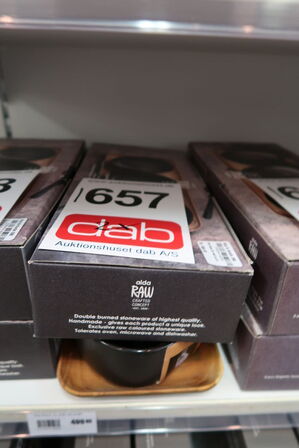 657
dab
Auktionshuset dab A/S
aida
RAW
CRAFTED
CONCEPT
Double burned stoneware of highest quality.
Handmade - gives each product a unique look.
Exclusive raw coloured stoneware.
Tolerates oven, microwave and dishwasher.